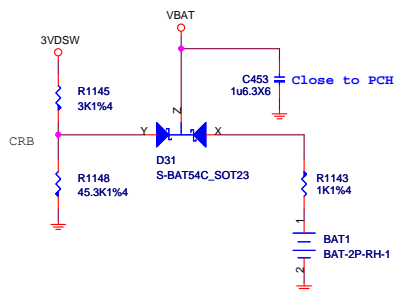 VBAT
3VDSW
C453
1u6.3X6
Close to PCH
R1145
3K1%4
Z
CRB
Y
X
D31
S-BAT54C_SOT23
R1148
45.3K1%4
R1143
1K1%4
1
BAT1
BAT-2P-RH-1
2